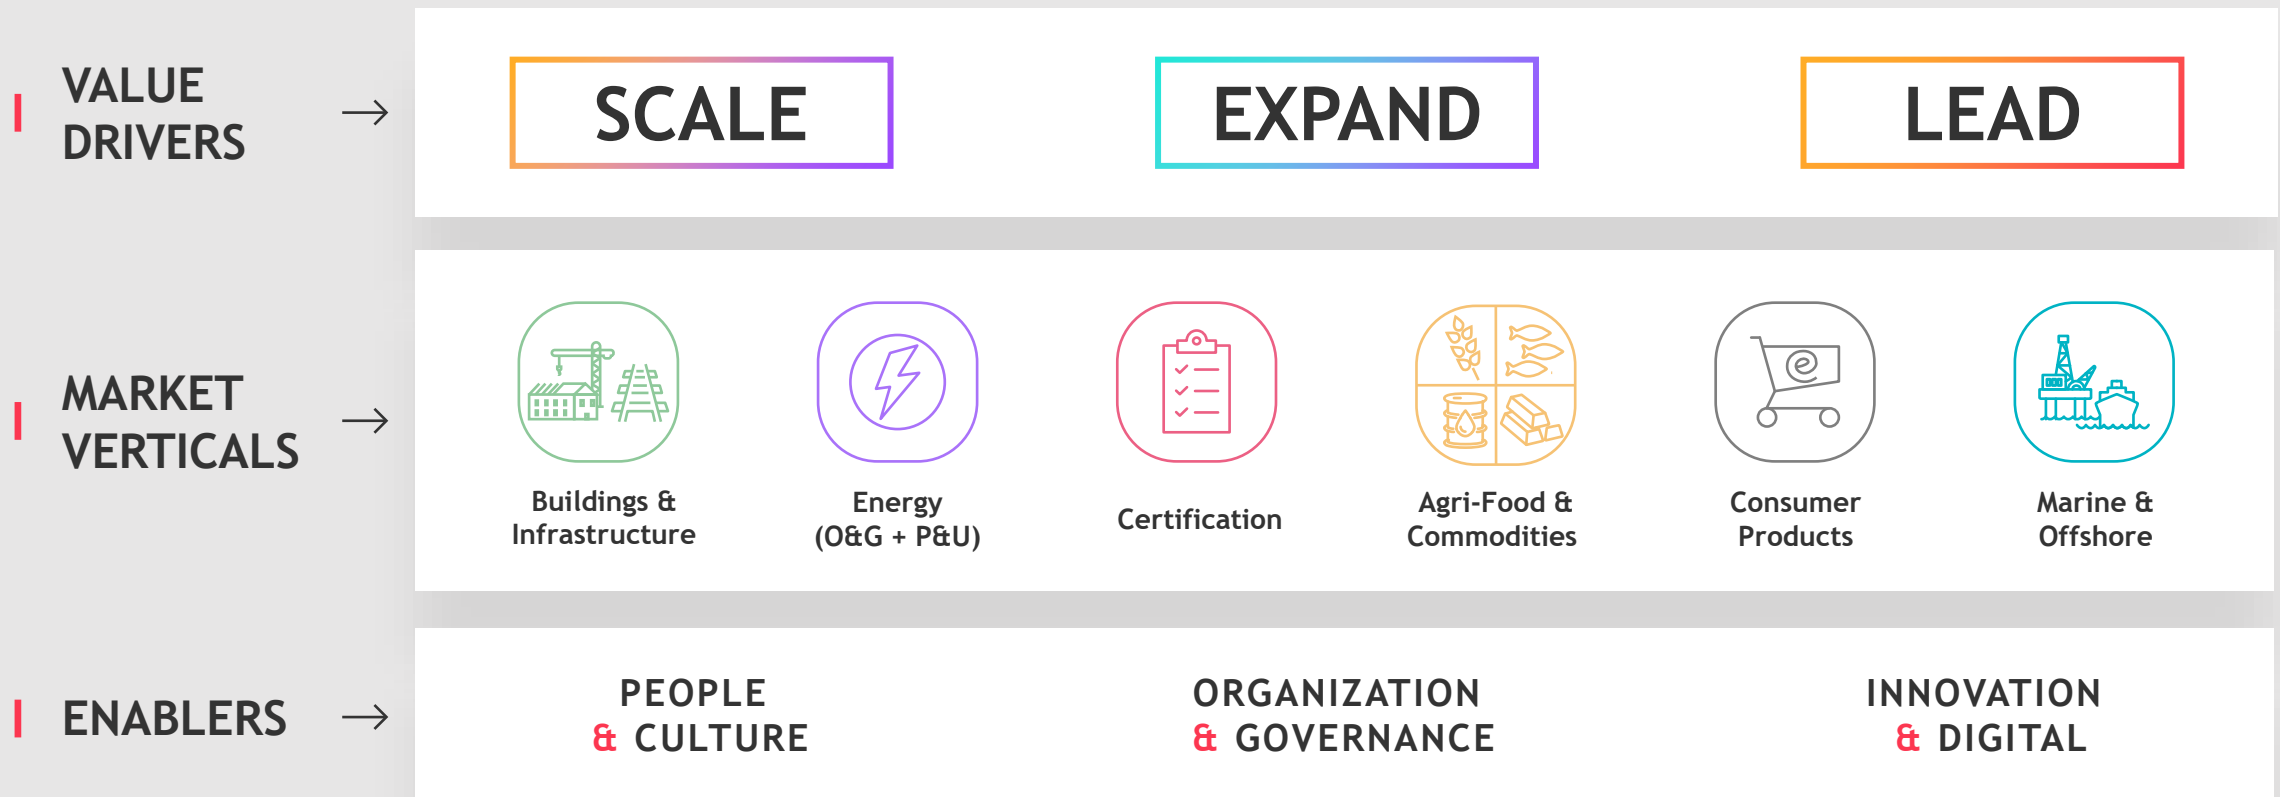 VALUE
DRIVERS
SCALE
EXPAND
LEAD
MARKET
VERTICALS
Buildings &
Infrastructure
Energy
(O&G + P&U)
Certification
Agri-Food &
Commodities
Consumer
Products
Marine &
Offshore
ENABLERS
PEOPLE
& CULTURE
ORGANIZATION
& GOVERNANCE
INNOVATION
& DIGITAL